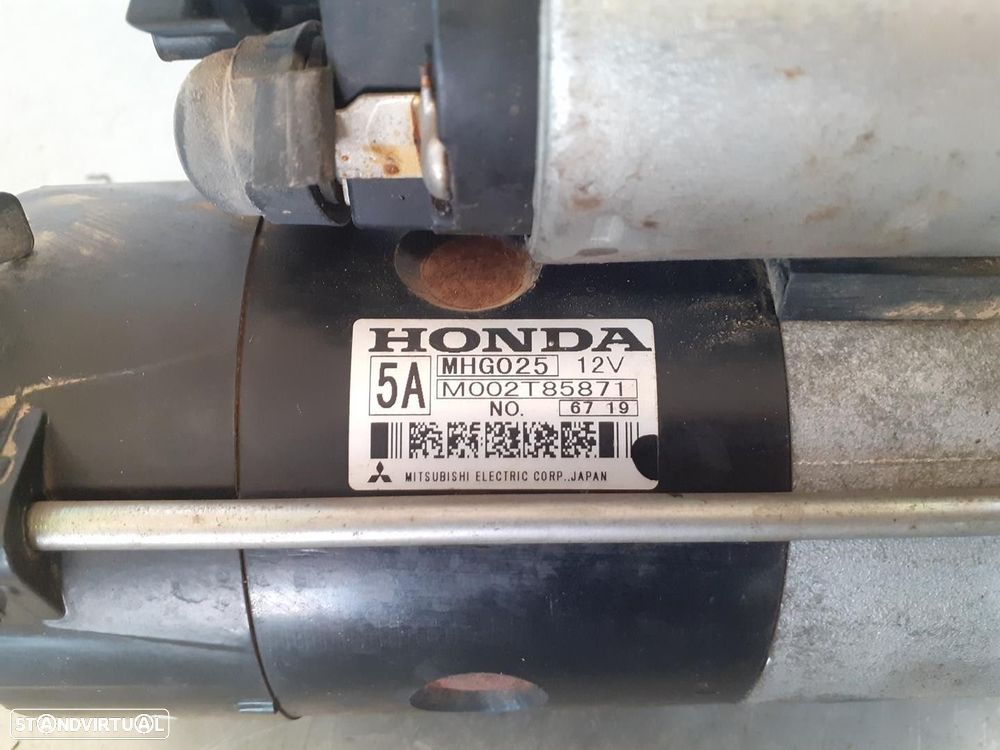 HONDA
5A MHG025 12V
M002T85871
NO. 67 19
MITSUBISHI ELECTRIC CORP.,JAPAN
STANDVIRTUAL